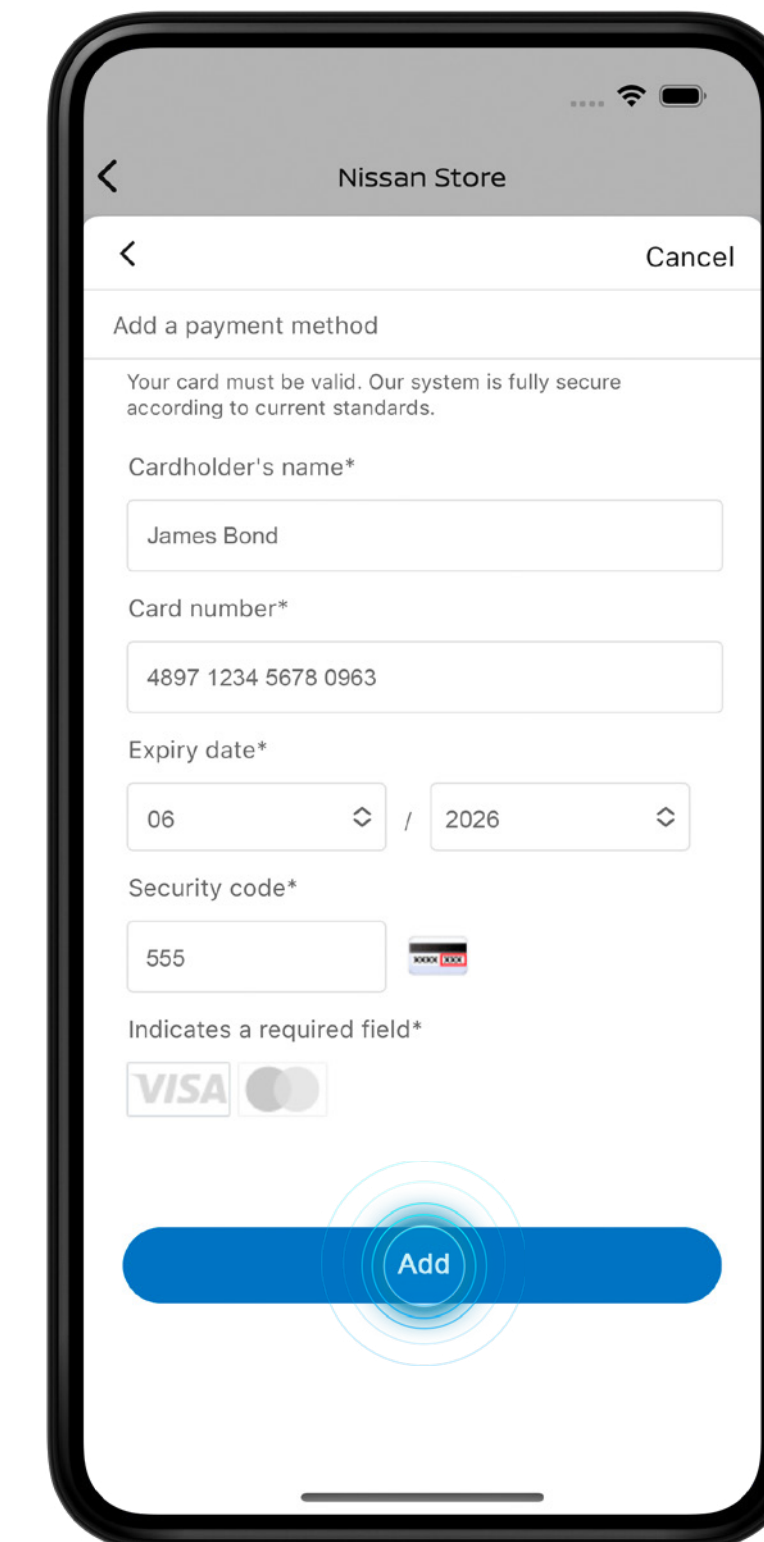 Nissan Store
Cancel
Add a payment method
Your card must be valid. Our system is fully secure
according to current standards.
Cardholder's name*
James Bond
Card number*
4897 1234 5678 0963
Expiry date*
06 / 2026
Security code*
555
XXXX XXX
Indicates a required field*
VISA
Add